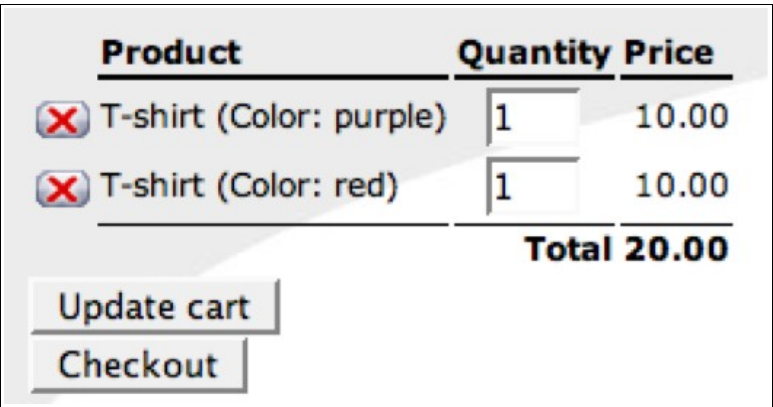 Product Quantity Price
T-shirt (Color: purple) 1 10.00
T-shirt (Color: red) 1 10.00
Total 20.00
Update cart
Checkout